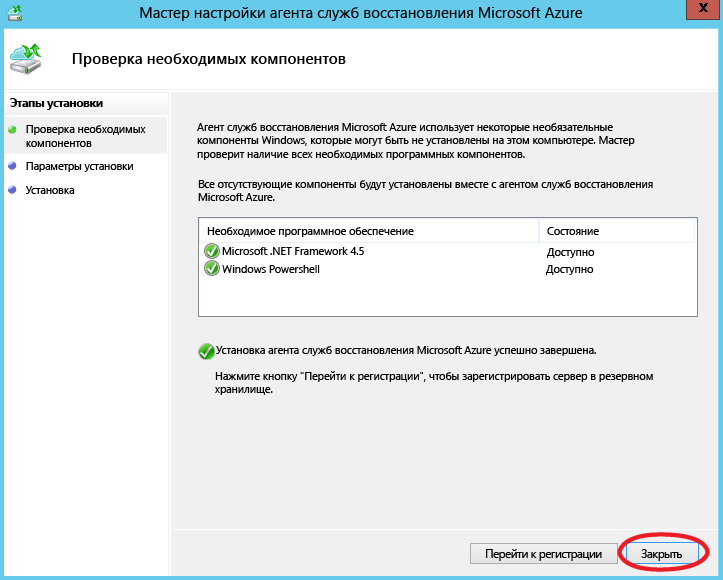 Мастер настройки агента служб восстановления Microsoft Azure
X
Проверка необходимых компонентов
Этапы установки
Проверка необходимых
компонентов
Параметры установки
Установка
Агент служб восстановления Microsoft Azure использует некоторые необязательные
компоненты Windows, которые могут быть не установлены на этом компьютере. Мастер
проверит наличие всех необходимых программных компонентов.
Все отсутствующие компоненты будут установлены вместе с агентом служб восстановления
Microsoft Azure.
Необходимое программное обеспечение Состояние
Microsoft .NET Framework 4.5 Доступно
Windows Powershell Доступно
Установка агента служб восстановления Microsoft Azure успешно завершена.
Нажмите кнопку "Перейти к регистрации", чтобы зарегистрировать сервер в резервном
хранилище.
Перейти к регистрации Закрыть